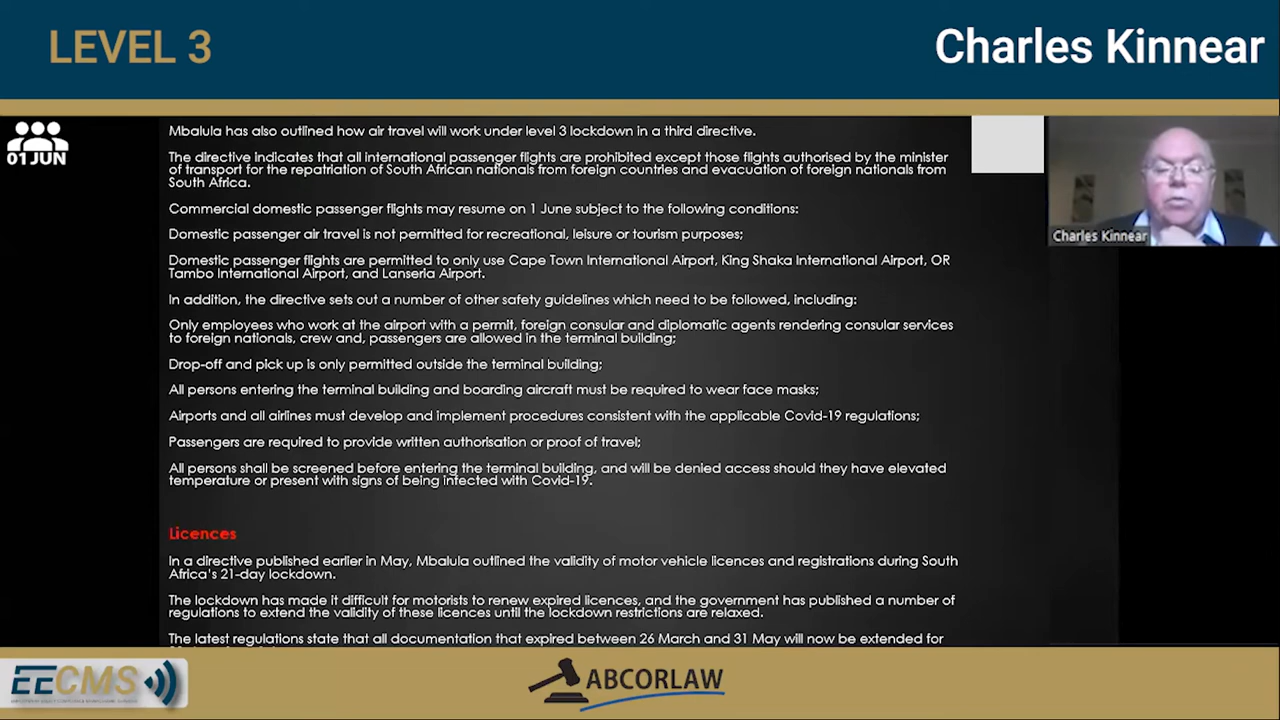 LEVEL 3
Charles Kinnear
01 JUN
Mbalula has also outlined how air travel will work under level 3 lockdown in a third directive.
The directive indicates that all international passenger flights are prohibited except those flights authorised by the minister
of transport for the repatriation of South African nationals from foreign countries and evacuation of foreign nationals from
South Africa.
Commercial domestic passenger flights may resume on 1 June subject to the following conditions:
Domestic passenger air travel is not permitted for recreational, leisure or tourism purposes;
Domestic passenger flights are permitted to only use Cape Town International Airport, King Shaka International Airport, OR
Tambo International Airport, and Lanseria Airport.
In addition, the directive sets out a number of other safety guidelines which need to be followed, including:
Only employees who work at the airport with a permit, foreign consular and diplomatic agents rendering consular services
to foreign nationals, crew and, passengers are allowed in the terminal building;
Drop-off and pick up is only permitted outside the terminal building;
All persons entering the terminal building and boarding aircraft must be required to wear face masks;
Airports and all airlines must develop and implement procedures consistent with the applicable Covid-19 regulations;
Passengers are required to provide written authorisation or proof of travel;
All persons shall be screened before entering the terminal building, and will be denied access should they have elevated
temperature or present with signs of being infected with Covid-19.
Charles Kinnear
Licences
In a directive published earlier in May, Mbalula outlined the validity of motor vehicle licences and registrations during South
Africa's 21-day lockdown.
The lockdown has made it difficult for motorists to renew expired licences, and the government has published a number of
regulations to extend the validity of these licences until the lockdown restrictions are relaxed.
The latest regulations state that all documentation that expired between 26 March and 31 May will now be extended for
EECMS
ABCORLAW